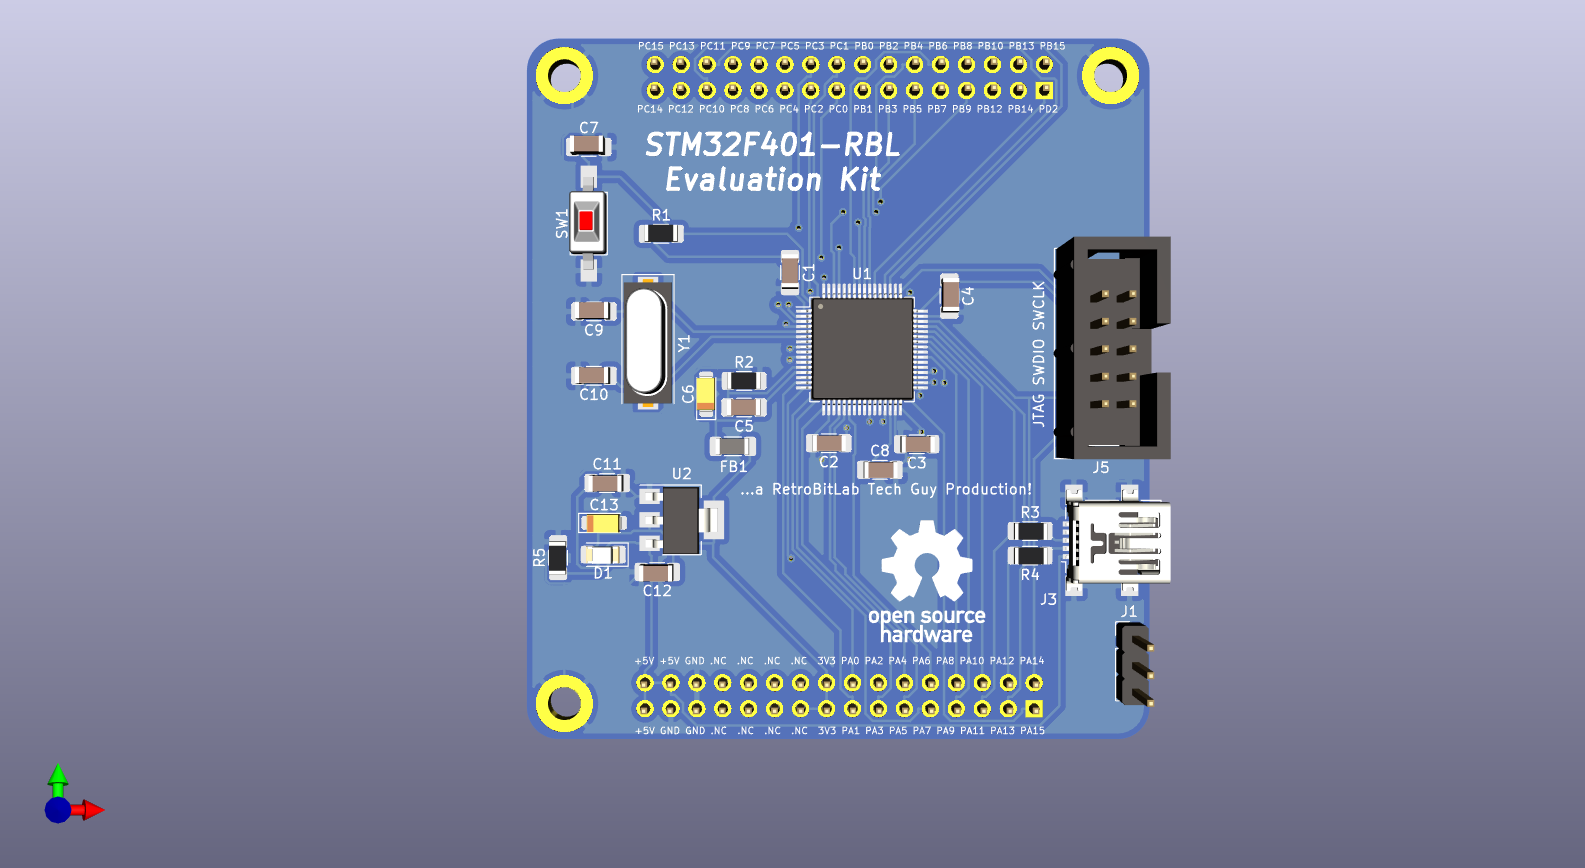 PC15 PC13 PC11 PC9 PC7 PC5 PC3 PC1 PB0 PB2 PB4 PB6 PB8 PB10 PB13 PB15
PC14 PC12 PC10 PC8 PC6 PC4 PC2 PC0 PB1 PB3 PB5 PB7 PB9 PB12 PB14 PD2
C7
STM32F401-RBL
Evaluation Kit
SW1
R1
C1
U1
C4
C9
Y1
JTAG SWDIO SWCLK
R2
C6
C10
C5
C2
C8
C3
FB1
J5
C11
U2
...a RetroBitLab Tech Guy Production!
C13
R3
R5
D1
R4
C12
J3
J1
open source
hardware
+5V +5V GND .NC .NC .NC .NC 3V3 PA0 PA2 PA4 PA6 PA8 PA10 PA12 PA14
+5V GND GND .NC .NC .NC .NC 3V3 PA1 PA3 PA5 PA7 PA9 PA11 PA13 PA15